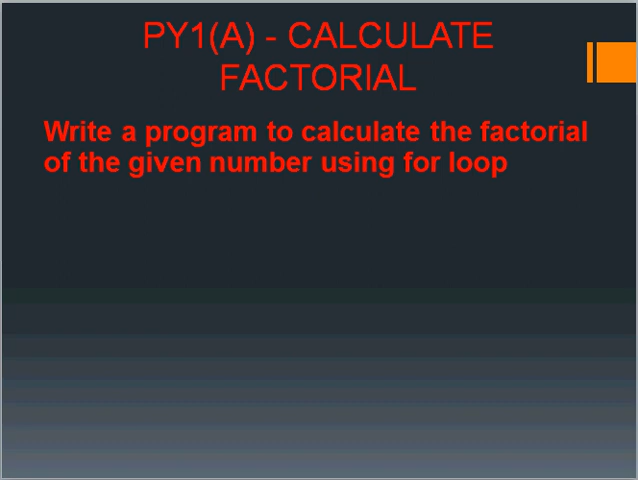 PY1(A) - CALCULATE
FACTORIAL
Write a program to calculate the factorial
of the given number using for loop